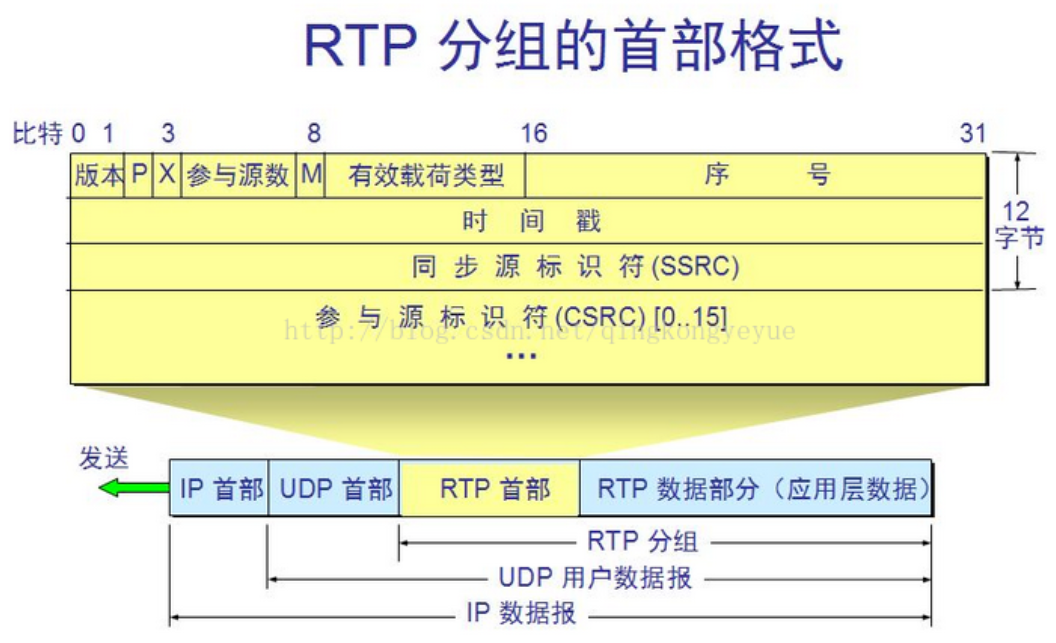 RTP 分组的首部格式
比特 0 1 3 8 16 31
版本 P X 参与源数 M 有效载荷类型 序 号
时 间 戳
12
字节
同 步 源 标 识 符 (SSRC)
参 与 源 标 识 符 (CSRC) [0..15]
http://blog.csdn.net/qingkongyeyue
...
发送
IP 首部 UDP 首部 RTP 首部 RTP 数据部分（应用层数据）
RTP 分组
UDP 用户数据报
IP 数据报